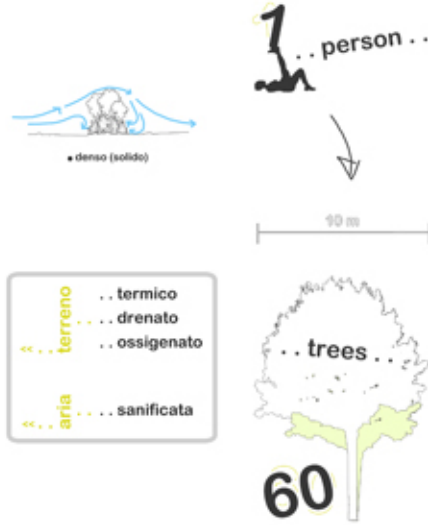 1
. . person . .
• denso (solido)
10 m
terreno
. . termico
. . drenato
. . ossigenato
<< . .
aria
. . sanificata
<< . .
. . trees . .
60